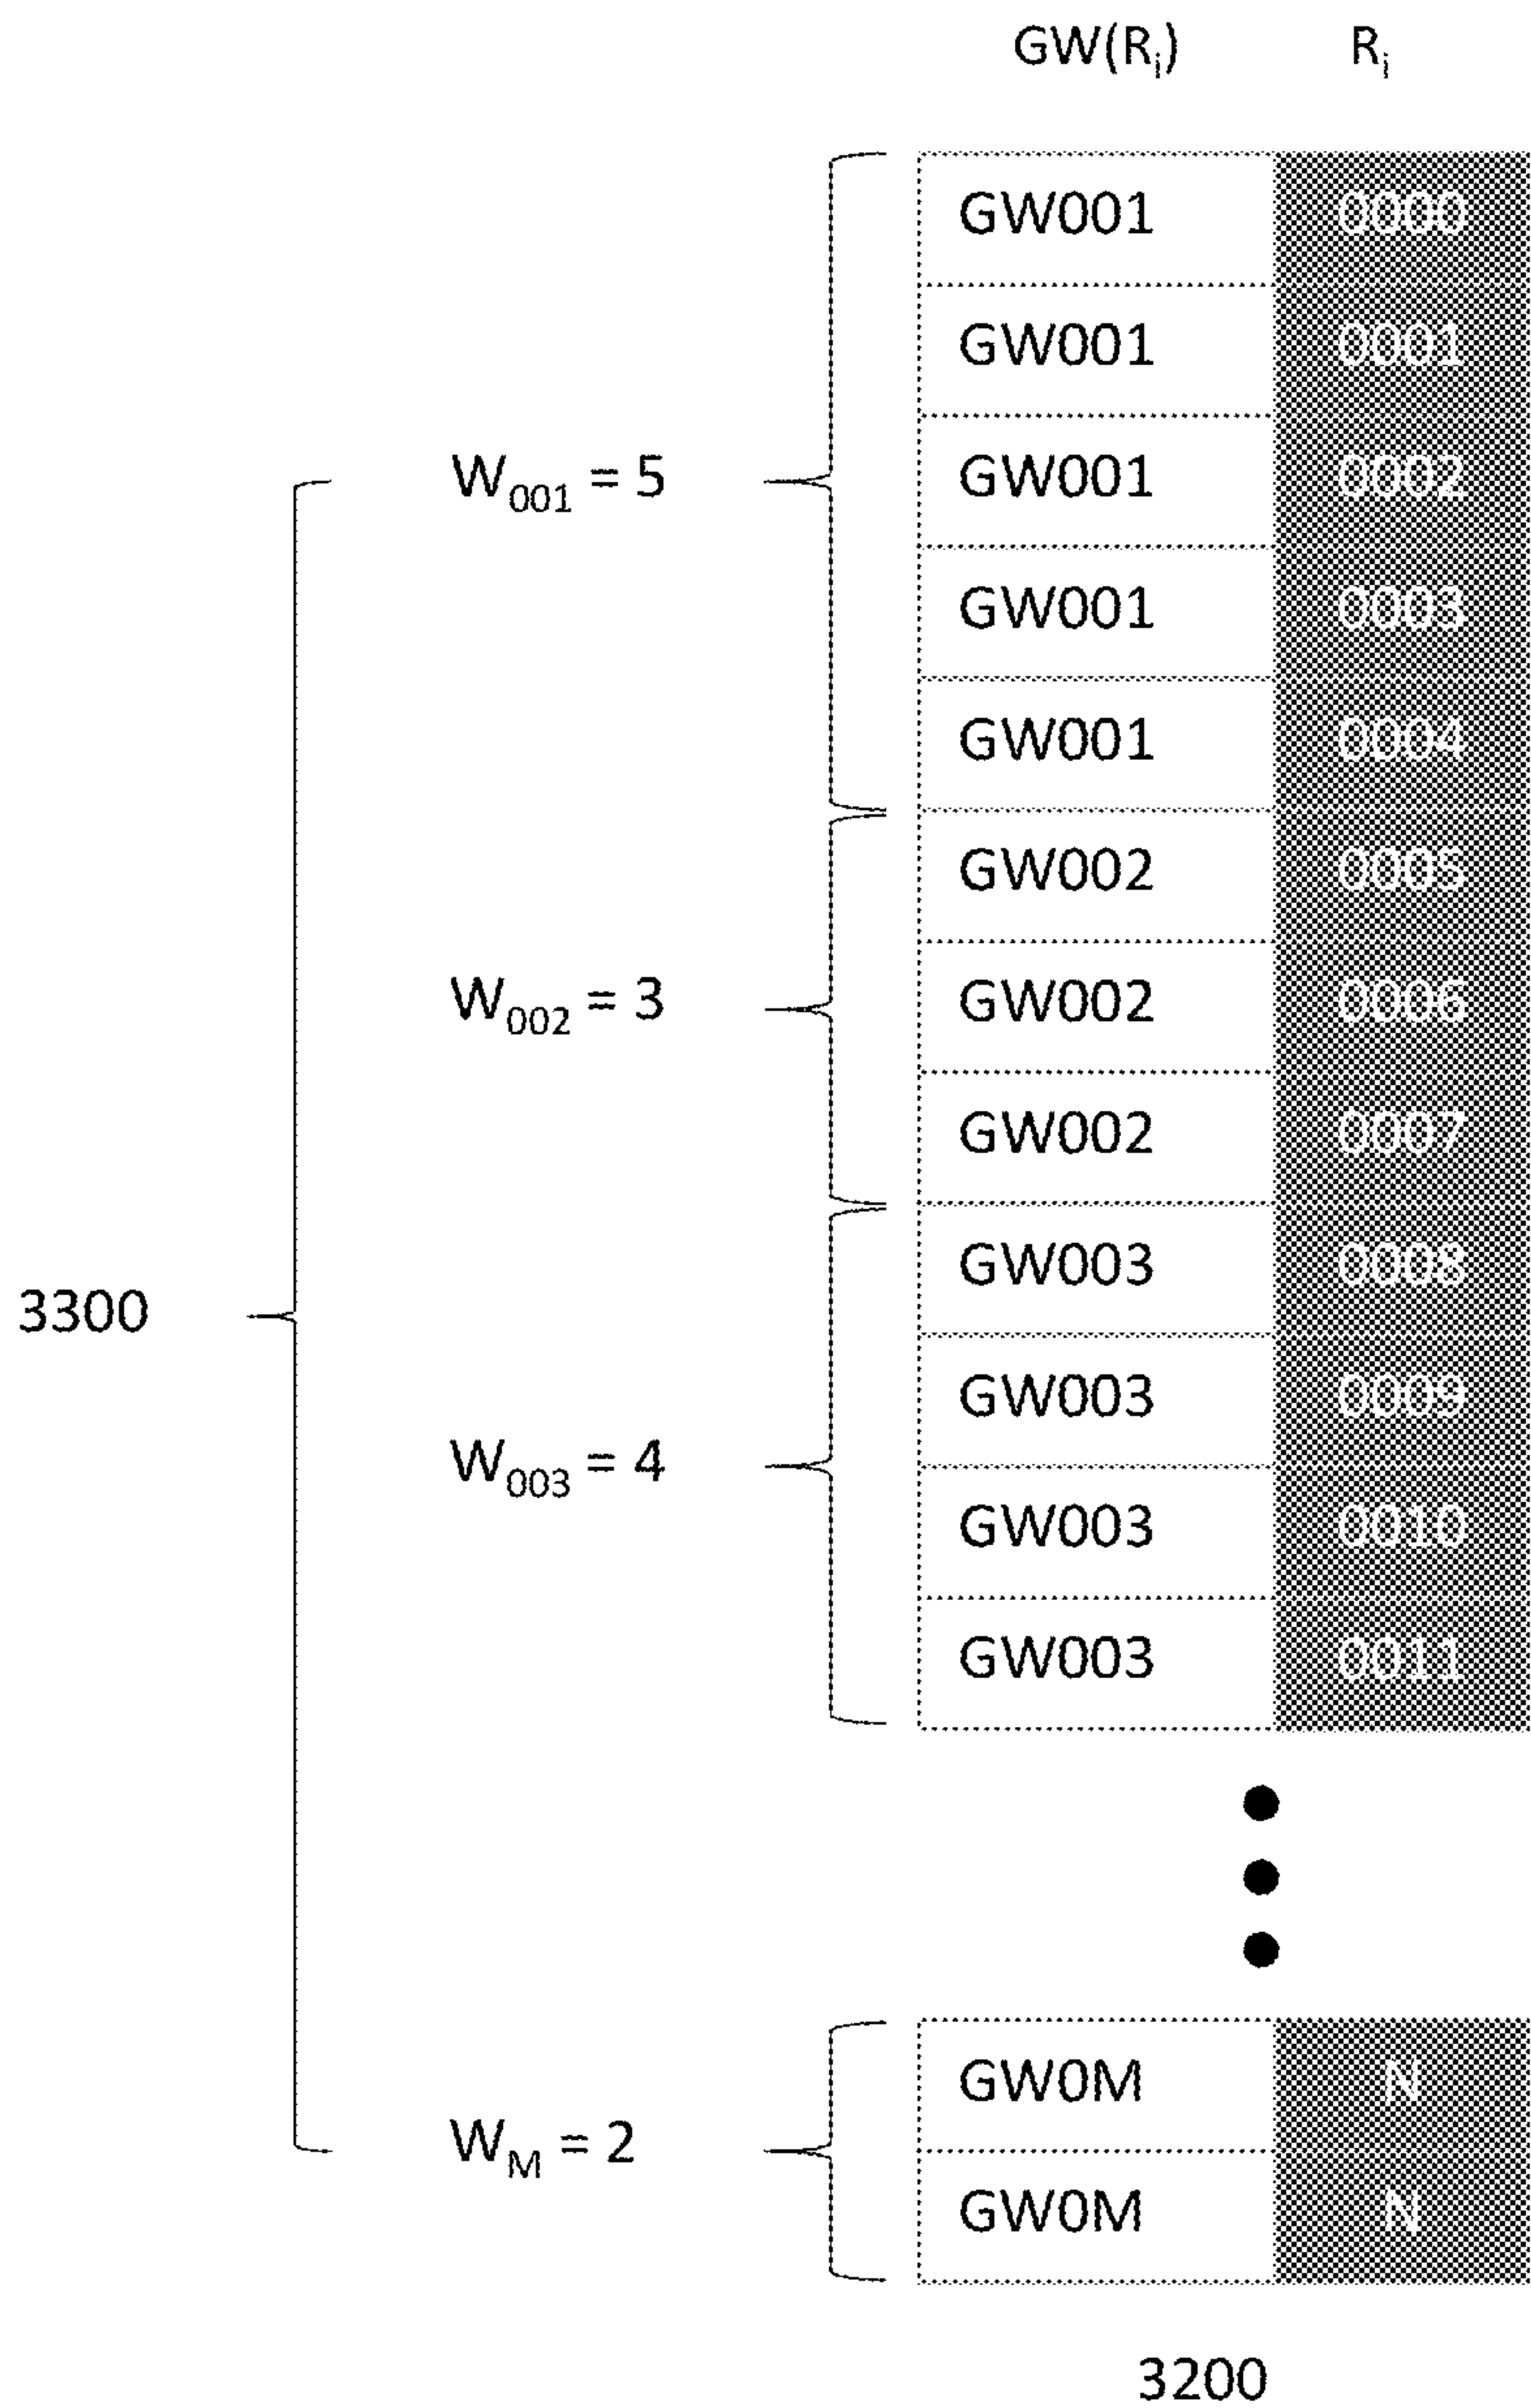 GW(Ri) Ri
GW001 0000
GW001 0001
W001 = 5 GW001 0002
GW001 0003
GW001 0004
GW002 0005
W002 = 3 GW002 0006
GW002 0007
GW003 0008
3300
GW003 0009
W003 = 4 GW003 0010
GW003 0011
GW0M N
WM = 2
GW0M N
3200